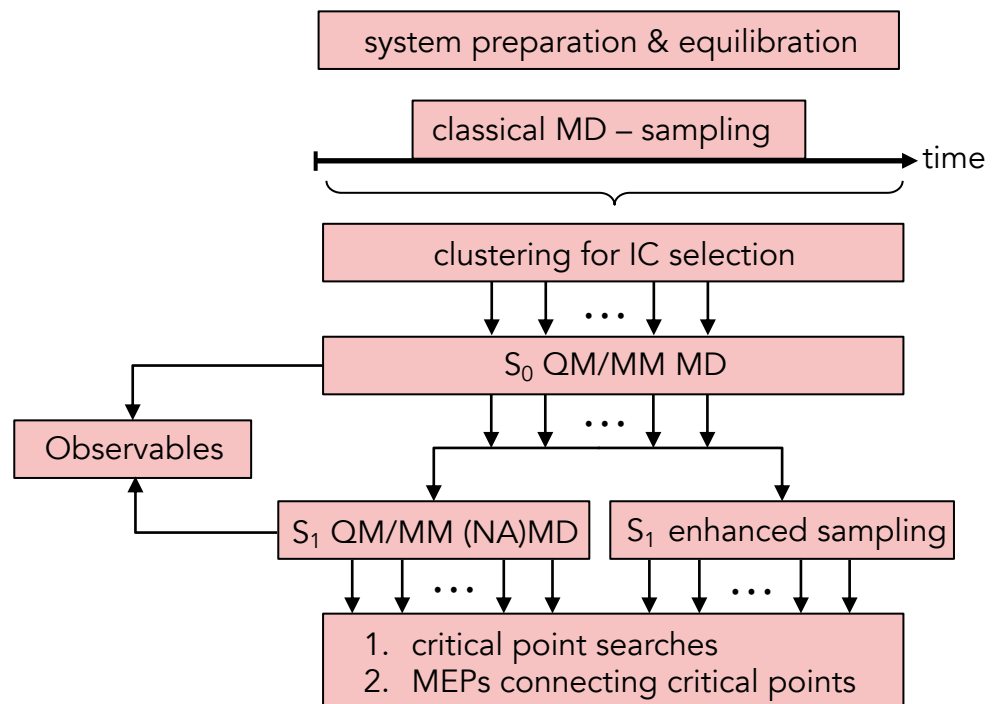 system preparation & equilibration
classical MD – sampling
time
clustering for IC selection
...
S₀ QM/MM MD
...
Observables
S₁ QM/MM (NA)MD
S₁ enhanced sampling
...
...
1. critical point searches
2. MEPs connecting critical points